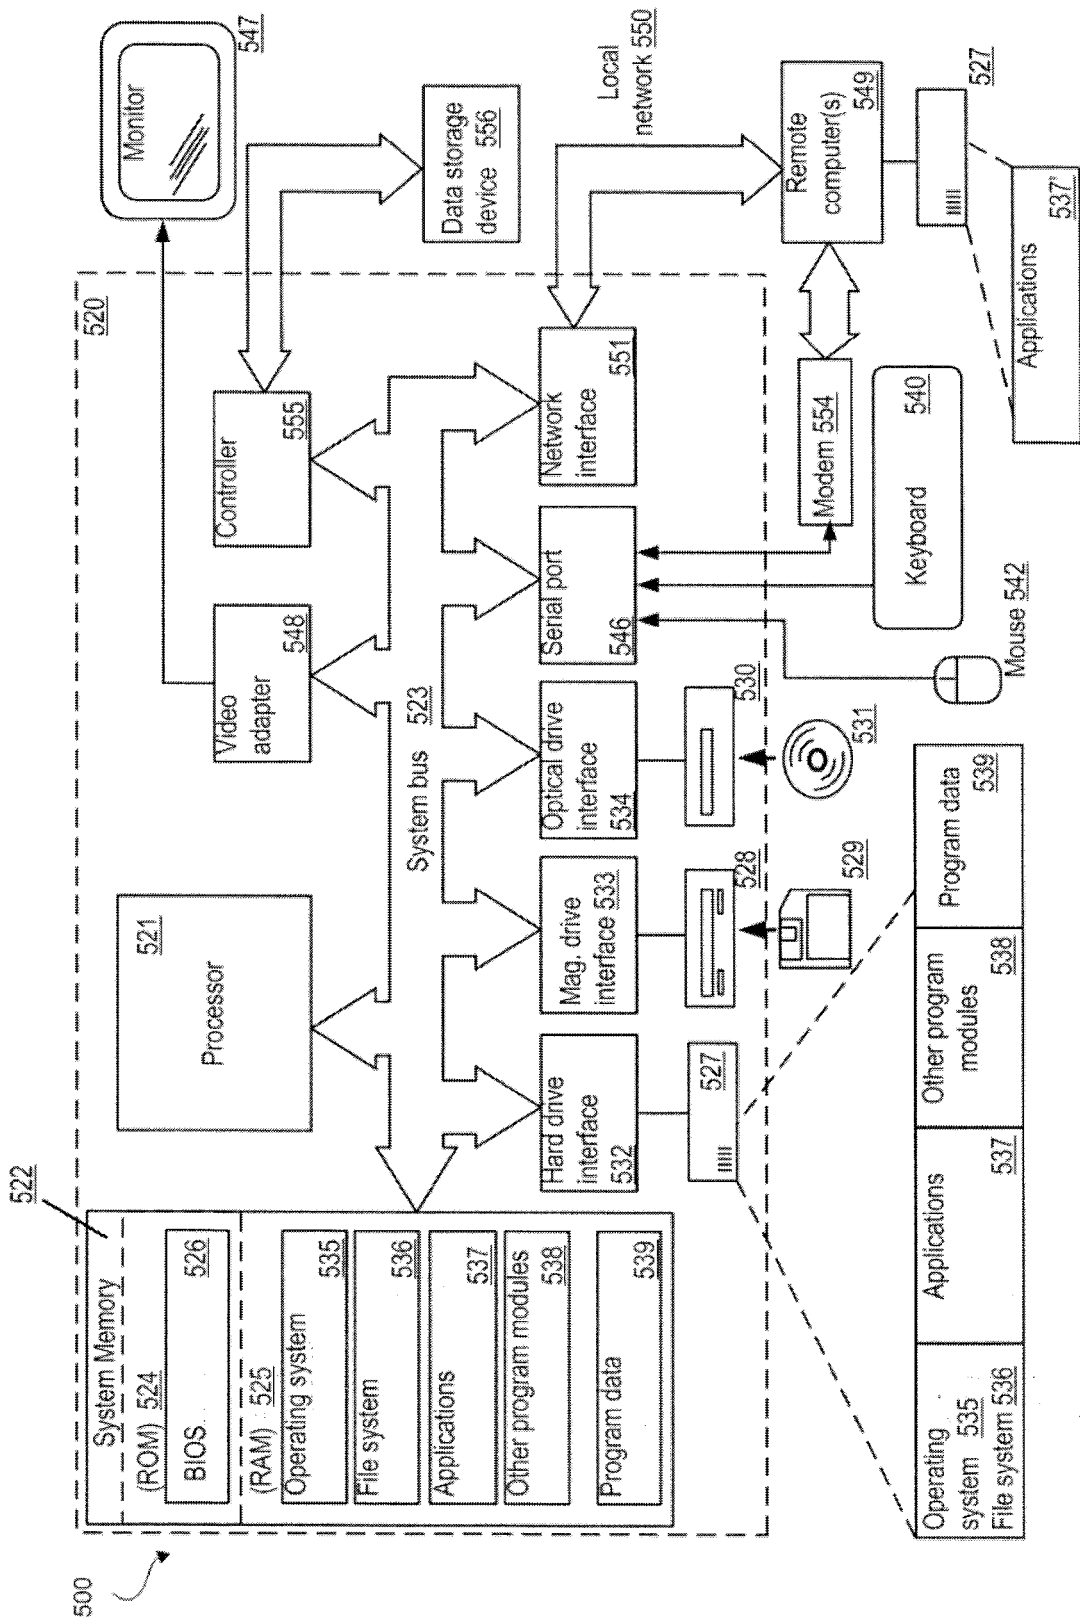 500
522
System Memory
(ROM) 524
BIOS
526
(RAM) 525
Operating system
535
File system
536
Applications
537
Other program modules
538
Program data
539
520
Processor
521
Video
adapter
548
Controller
555
Monitor
547
System bus
523
Data storage
device 556
Hard drive
interface
532
Mag. drive
interface 533
Optical drive
interface
534
Serial port
546
Network
interface
551
Local
network 550
527
528
530
529
531
Modem 554
Remote
computer(s)
549
527
Mouse 542
Keyboard
540
Applications
537'
Operating
system 535
File system 536
Applications
537
Other program
modules
538
Program data
539